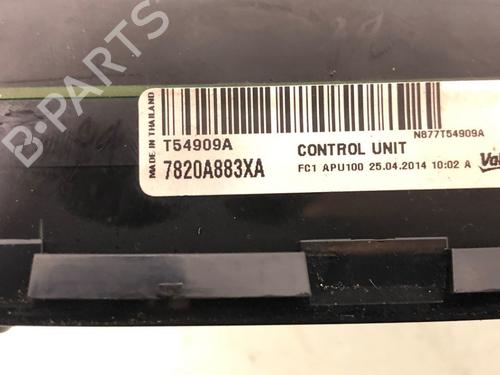 B-PARTS
MADE IN THAILAND
N877T54909A
T54909A
CONTROL UNIT
7820A883XA
FC1 APU100 25.04.2014 10:02 A